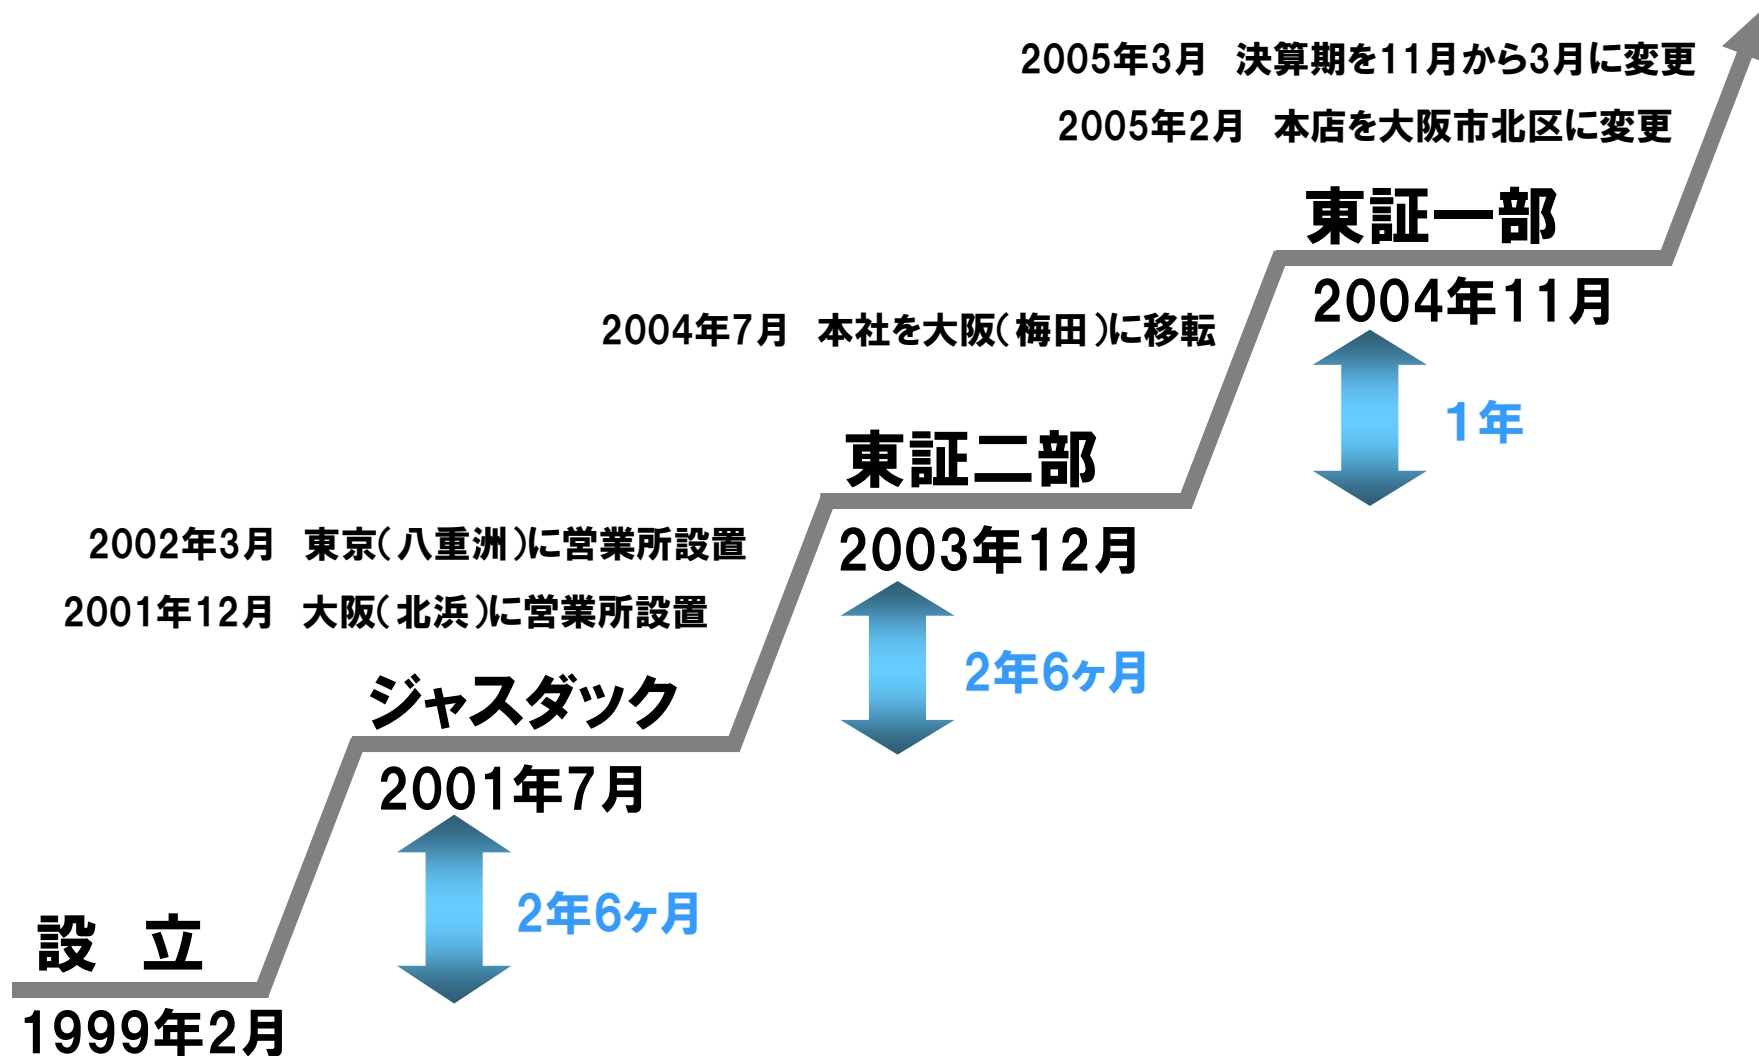 2005年3月　決算期を11月から3月に変更
2005年2月　本店を大阪市北区に変更
東証一部
2004年11月
2004年7月　本社を大阪(梅田)に移転
1年
東証二部
2003年12月
2002年3月　東京(八重洲)に営業所設置
2001年12月　大阪(北浜)に営業所設置
2年6ヶ月
ジャスダック
2001年7月
2年6ヶ月
設　立
1999年2月